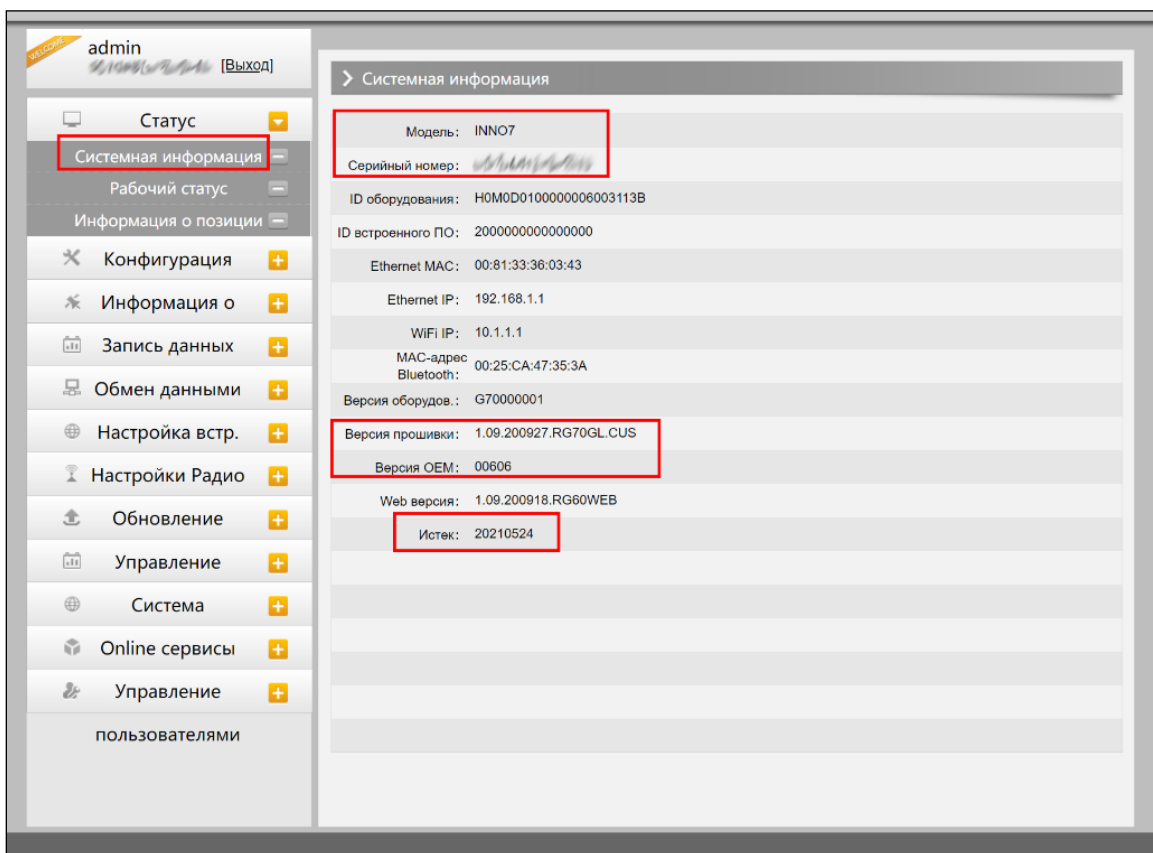 WELCOME
admin
[Выход]
Статус
Системная информация
Рабочий статус
Информация о позиции
Конфигурация
Информация о
Запись данных
Обмен данными
Настройка встр.
Настройки Радио
Обновление
Управление
Система
Online сервисы
Управление
пользователями
Системная информация
Модель: INNO7
Серийный номер:
ID оборудования: H0M0D0100000006003113B
ID встроенного ПО: 2000000000000000
Ethernet MAC: 00:81:33:36:03:43
Ethernet IP: 192.168.1.1
WiFi IP: 10.1.1.1
MAC-адрес
Bluetooth: 00:25:CA:47:35:3A
Версия оборудов.: G70000001
Версия прошивки: 1.09.200927.RG70GL.CUS
Версия OEM: 00606
Web версия: 1.09.200918.RG60WEB
Истек: 20210524